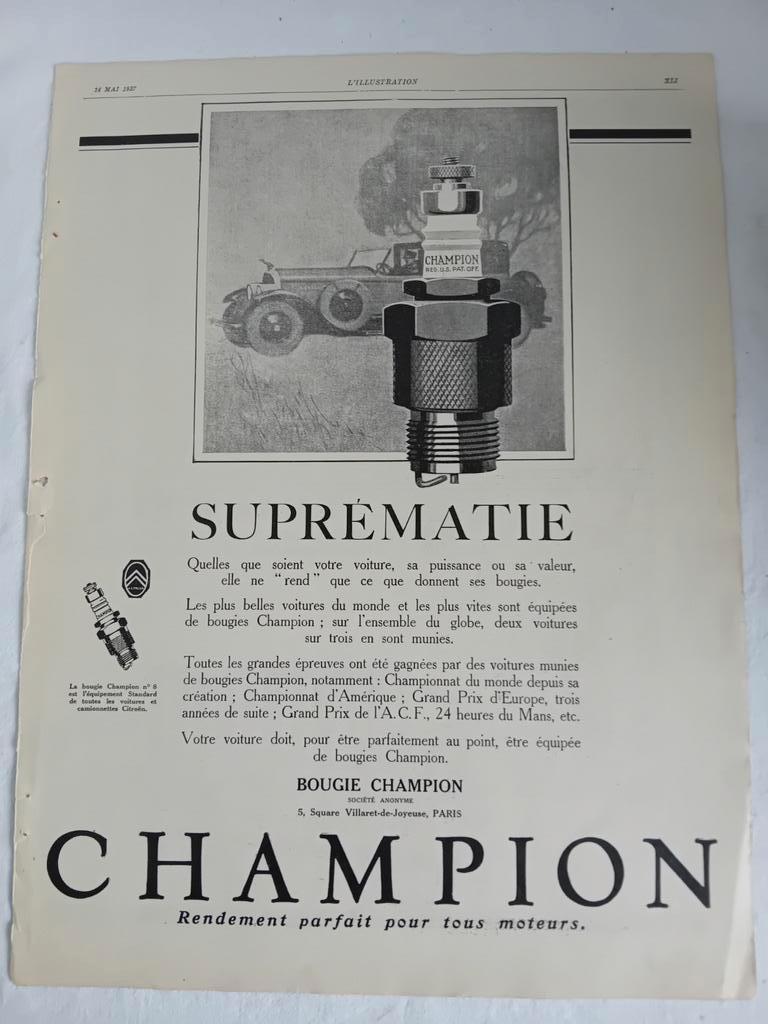 14 MAI 1927
L'ILLUSTRATION
XLI
CHAMPION
REG. U.S. PAT. OFF.
SUPRÉMATIE
Quelles que soient votre voiture, sa puissance ou sa valeur,
elle ne "rend" que ce que donnent ses bougies.
Les plus belles voitures du monde et les plus vites sont équipées
de bougies Champion ; sur l'ensemble du globe, deux voitures
sur trois en sont munies.
Toutes les grandes épreuves ont été gagnées par des voitures munies
de bougies Champion, notamment : Championnat du monde depuis sa
création ; Championnat d'Amérique ; Grand Prix d'Europe, trois
années de suite ; Grand Prix de l'A.C.F., 24 heures du Mans, etc.
Votre voiture doit, pour être parfaitement au point, être équipée
de bougies Champion.
La bougie Champion n° 8
est l'équipement Standard
de toutes les voitures et
camionnettes Citroën.
BOUGIE CHAMPION
SOCIÉTÉ ANONYME
5, Square Villaret-de-Joyeuse, PARIS
CHAMPION
Rendement parfait pour tous moteurs.